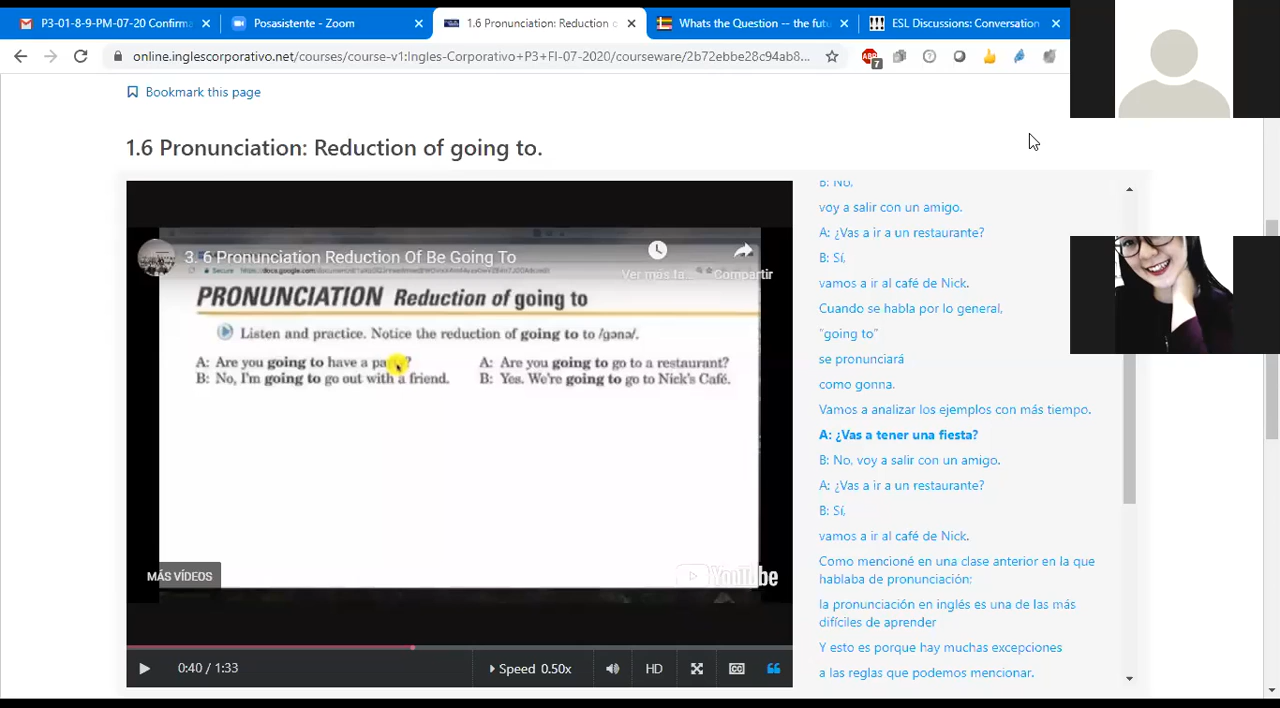 P3-01-8-9-PM-07-20 Confirma
Posasistente - Zoom
1.6 Pronunciation: Reduction o
Whats the Question -- the futu
ESL Discussions: Conversation
online.inglescorporativo.net/courses/course-v1:Ingles-Corporativo+P3+FI-07-2020/courseware/2b72ebbe28c94ab8...
ABP
7
Bookmark this page
1.6 Pronunciation: Reduction of going to.
3. 6 Pronunciation Reduction Of Be Going To
Ver más ta...
Compartir
Secure
PRONUNCIATION Reduction of going to
Listen and practice. Notice the reduction of going to to /gənə/.
A: Are you going to have a pa ?
B: No, I'm going to go out with a friend.
A: Are you going to go to a restaurant?
B: Yes. We're going to go to Nick's Café.
MÁS VÍDEOS
YouTube
0:40 / 1:33
Speed 0.50x
HD
B: No,
voy a salir con un amigo.
A: ¿Vas a ir a un restaurante?
B: Sí,
vamos a ir al café de Nick.
Cuando se habla por lo general,
“going to”
se pronunciará
como gonna.
Vamos a analizar los ejemplos con más tiempo.
A: ¿Vas a tener una fiesta?
B: No, voy a salir con un amigo.
A: ¿Vas a ir a un restaurante?
B: Sí,
vamos a ir al café de Nick.
Como mencioné en una clase anterior en la que
hablaba de pronunciación:
la pronunciación en inglés es una de las más
difíciles de aprender
Y esto es porque hay muchas excepciones
a las reglas que podemos mencionar.